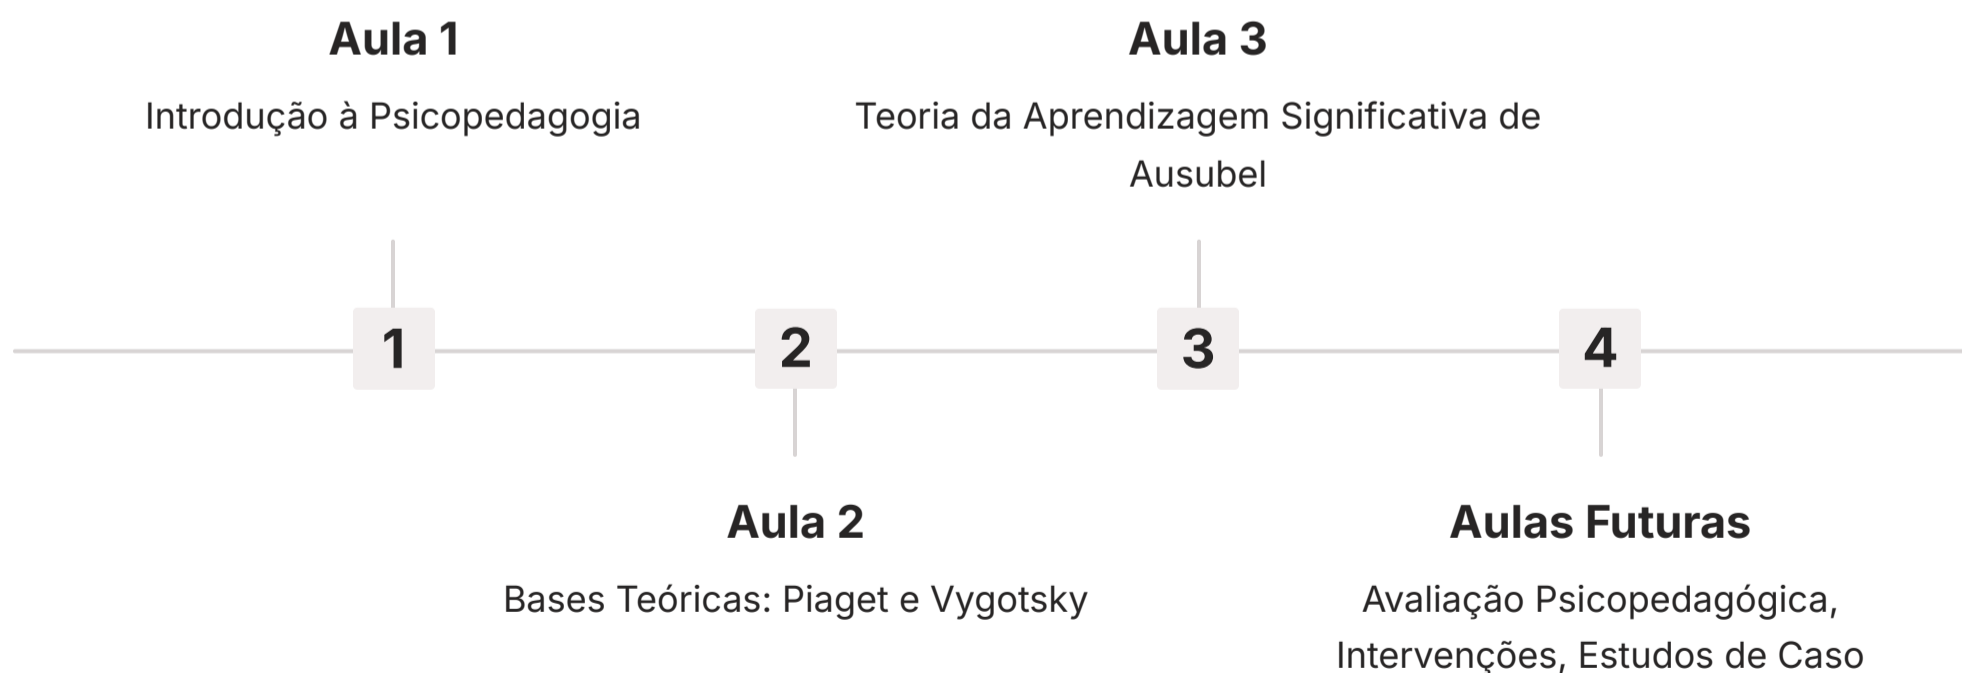 Aula 1
Introdução à Psicopedagogia
Aula 3
Teoria da Aprendizagem Significativa de
Ausubel
1
2
3
4
Aula 2
Bases Teóricas: Piaget e Vygotsky
Aulas Futuras
Avaliação Psicopedagógica,
Intervenções, Estudos de Caso